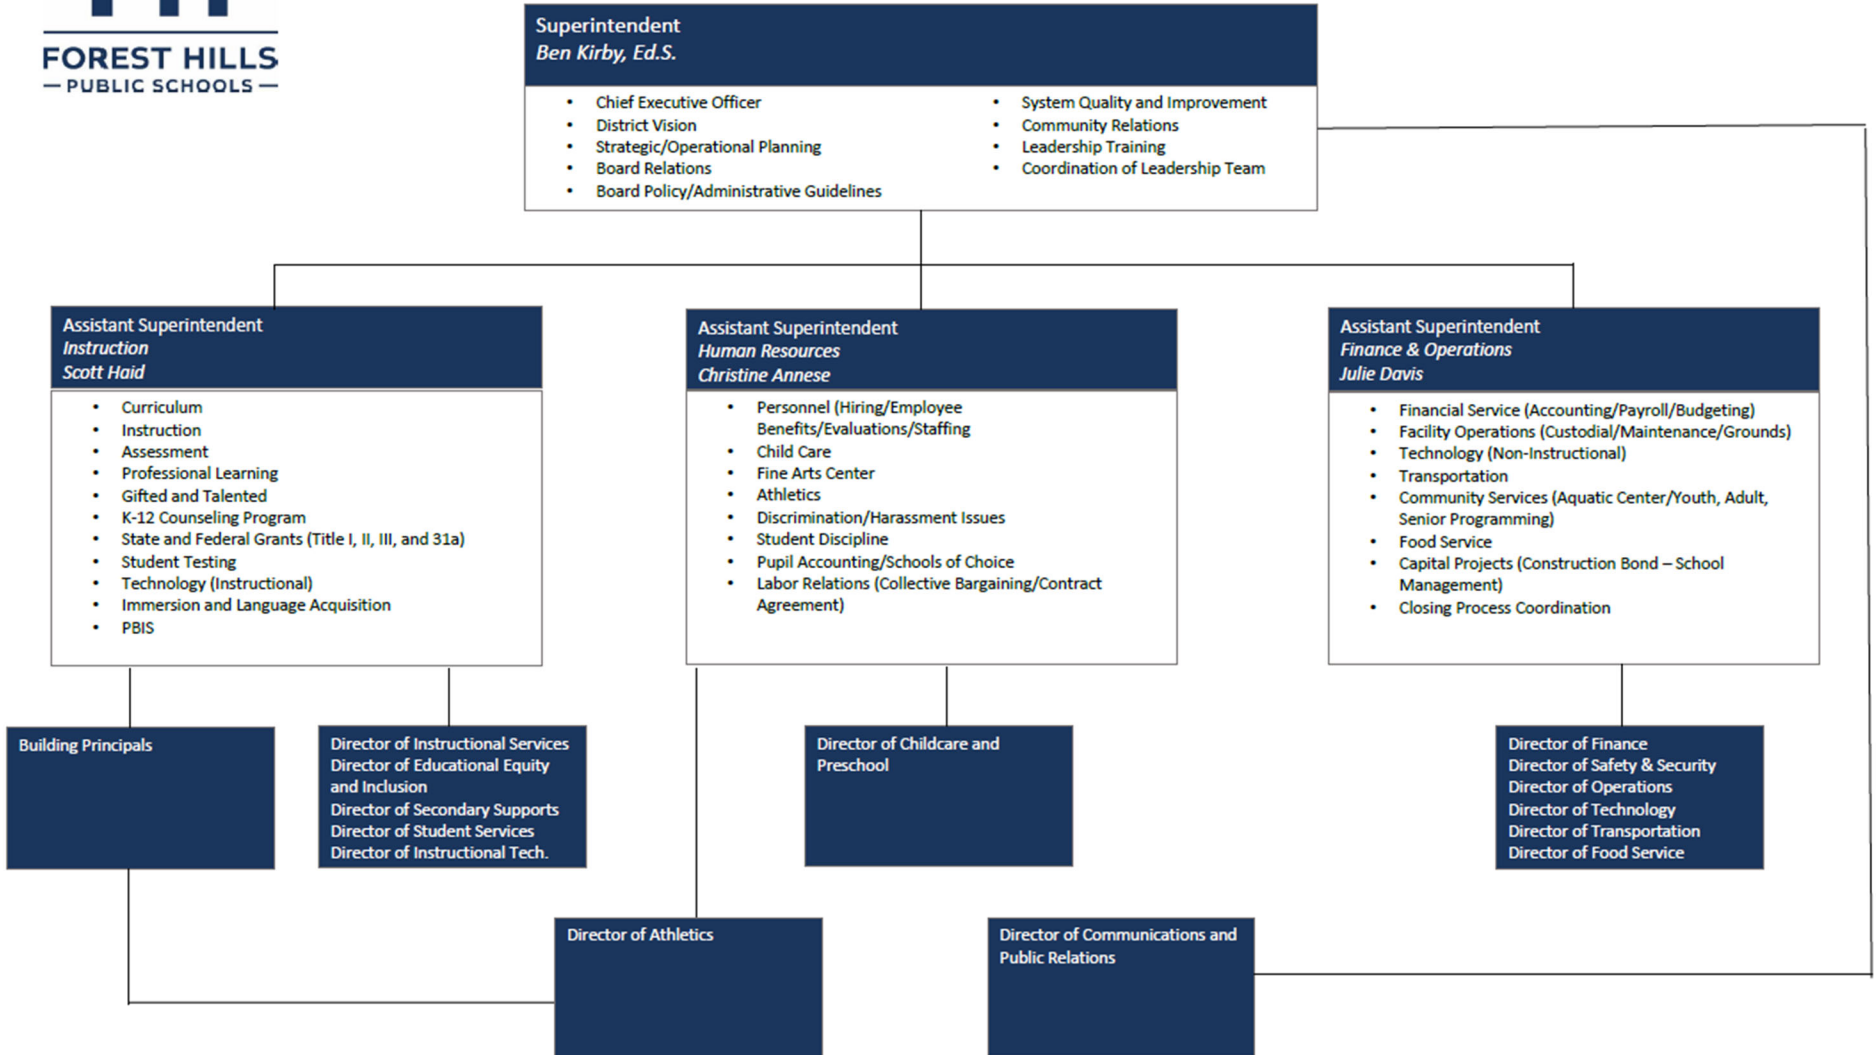 FOREST HILLS
PUBLIC SCHOOLS
Superintendent
Ben Kirby, Ed.S.
• Chief Executive Officer
• District Vision
• Strategic/Operational Planning
• Board Relations
• Board Policy/Administrative Guidelines
• System Quality and Improvement
• Community Relations
• Leadership Training
• Coordination of Leadership Team
Assistant Superintendent
Instruction
Scott Haid
• Curriculum
• Instruction
• Assessment
• Professional Learning
• Gifted and Talented
• K-12 Counseling Program
• State and Federal Grants (Title I, II, III, and 31a)
• Student Testing
• Technology (Instructional)
• Immersion and Language Acquisition
• PBIS
Assistant Superintendent
Human Resources
Christine Annese
• Personnel (Hiring/Employee
Benefits/Evaluations/Staffing
• Child Care
• Fine Arts Center
• Athletics
• Discrimination/Harassment Issues
• Student Discipline
• Pupil Accounting/Schools of Choice
• Labor Relations (Collective Bargaining/Contract
Agreement)
Assistant Superintendent
Finance & Operations
Julie Davis
• Financial Service (Accounting/Payroll/Budgeting)
• Facility Operations (Custodial/Maintenance/Grounds)
• Technology (Non-Instructional)
• Transportation
• Community Services (Aquatic Center/Youth, Adult,
Senior Programming)
• Food Service
• Capital Projects (Construction Bond – School
Management)
• Closing Process Coordination
Building Principals
Director of Instructional Services
Director of Educational Equity
and Inclusion
Director of Secondary Supports
Director of Student Services
Director of Instructional Tech.
Director of Childcare and
Preschool
Director of Finance
Director of Safety & Security
Director of Operations
Director of Technology
Director of Transportation
Director of Food Service
Director of Athletics
Director of Communications and
Public Relations